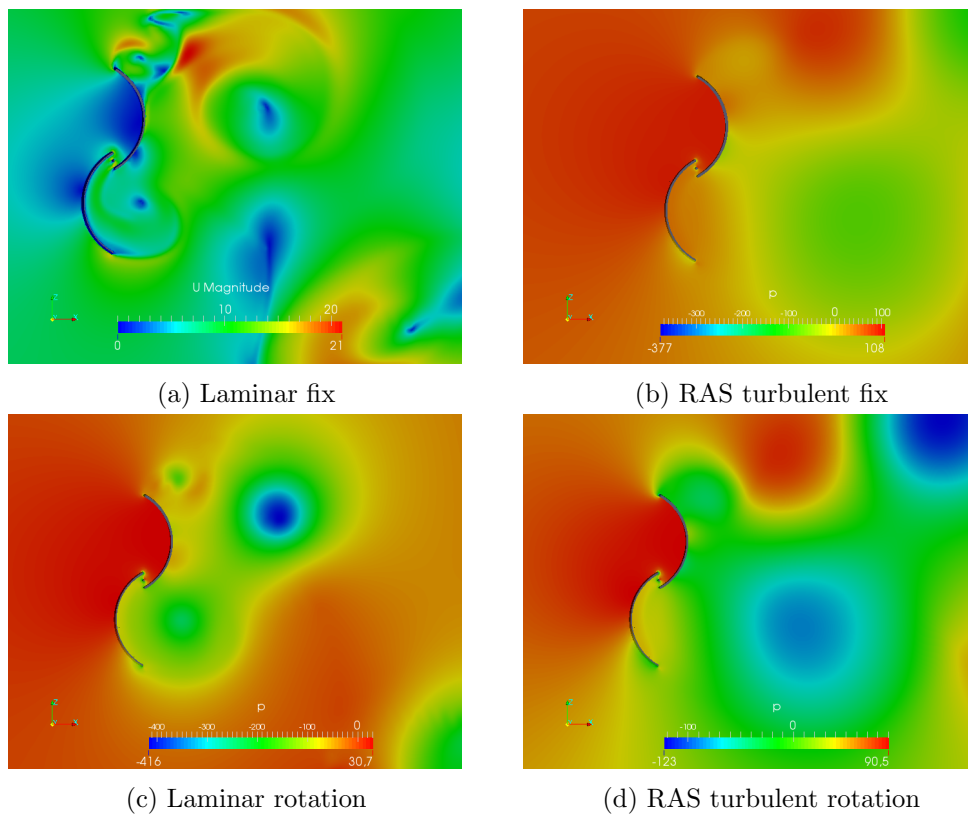 U Magnitude
10 20
0 21
(a) Laminar fix
p
-300 -200 -100 0 100
-377 108
(b) RAS turbulent fix
p
-400 -300 -200 -100 0
-416 30,7
(c) Laminar rotation
p
-100 0
-123 90,5
(d) RAS turbulent rotation